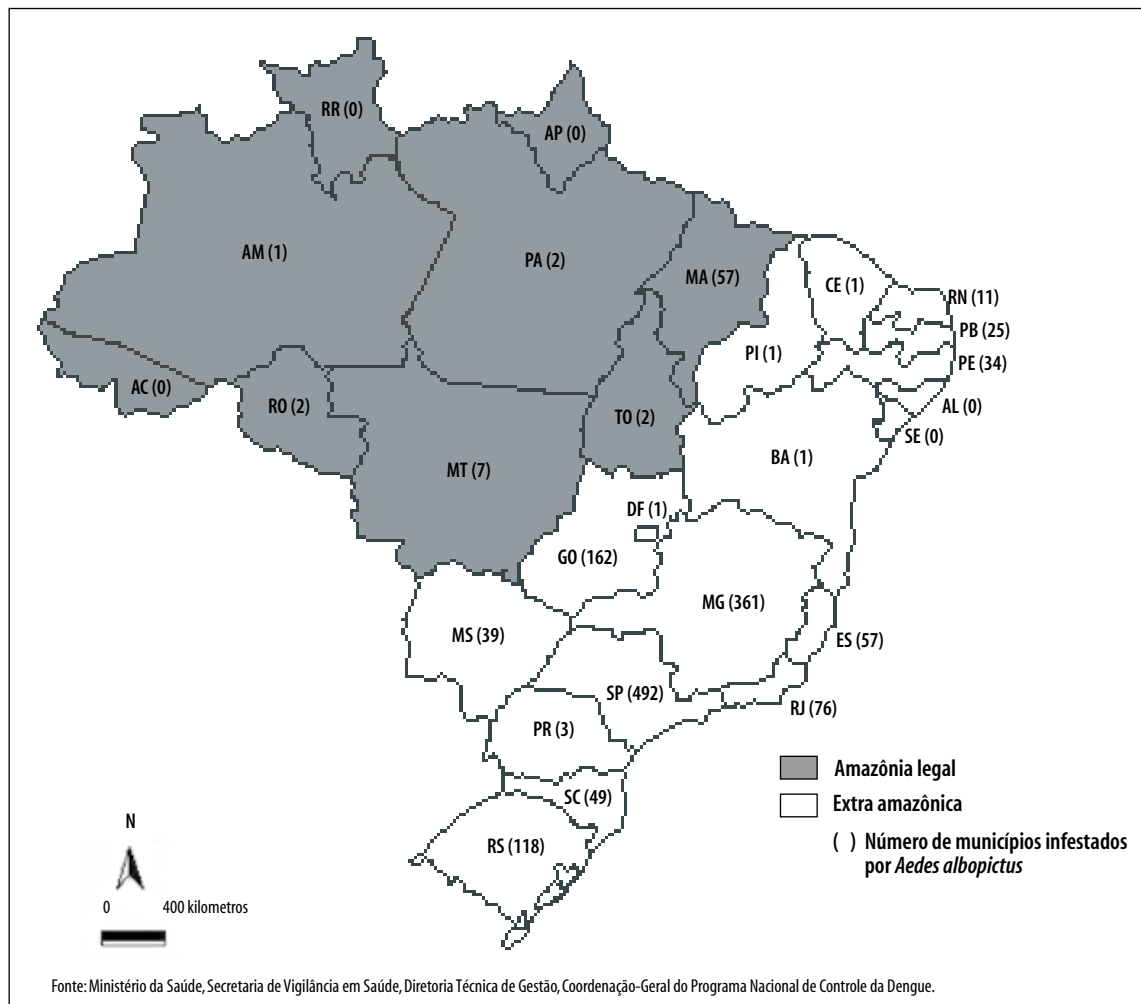 RR (0)
AP (0)
AM (1)
PA (2)
MA (57)
CE (1)
RN (11)
PB (25)
PE (34)
PI (1)
AC (0)
RO (2)
TO (2)
AL (0)
SE (0)
BA (1)
MT (7)
DF (1)
GO (162)
MG (361)
MS (39)
ES (57)
SP (492)
RJ (76)
PR (3)
SC (49)
RS (118)
Amazônia legal
Extra amazônica
( ) Número de municípios infestados
por Aedes albopictus
N
0 400 kilometros
Fonte: Ministério da Saúde, Secretaria de Vigilância em Saúde, Diretoria Técnica de Gestão, Coordenação-Geral do Programa Nacional de Controle da Dengue.